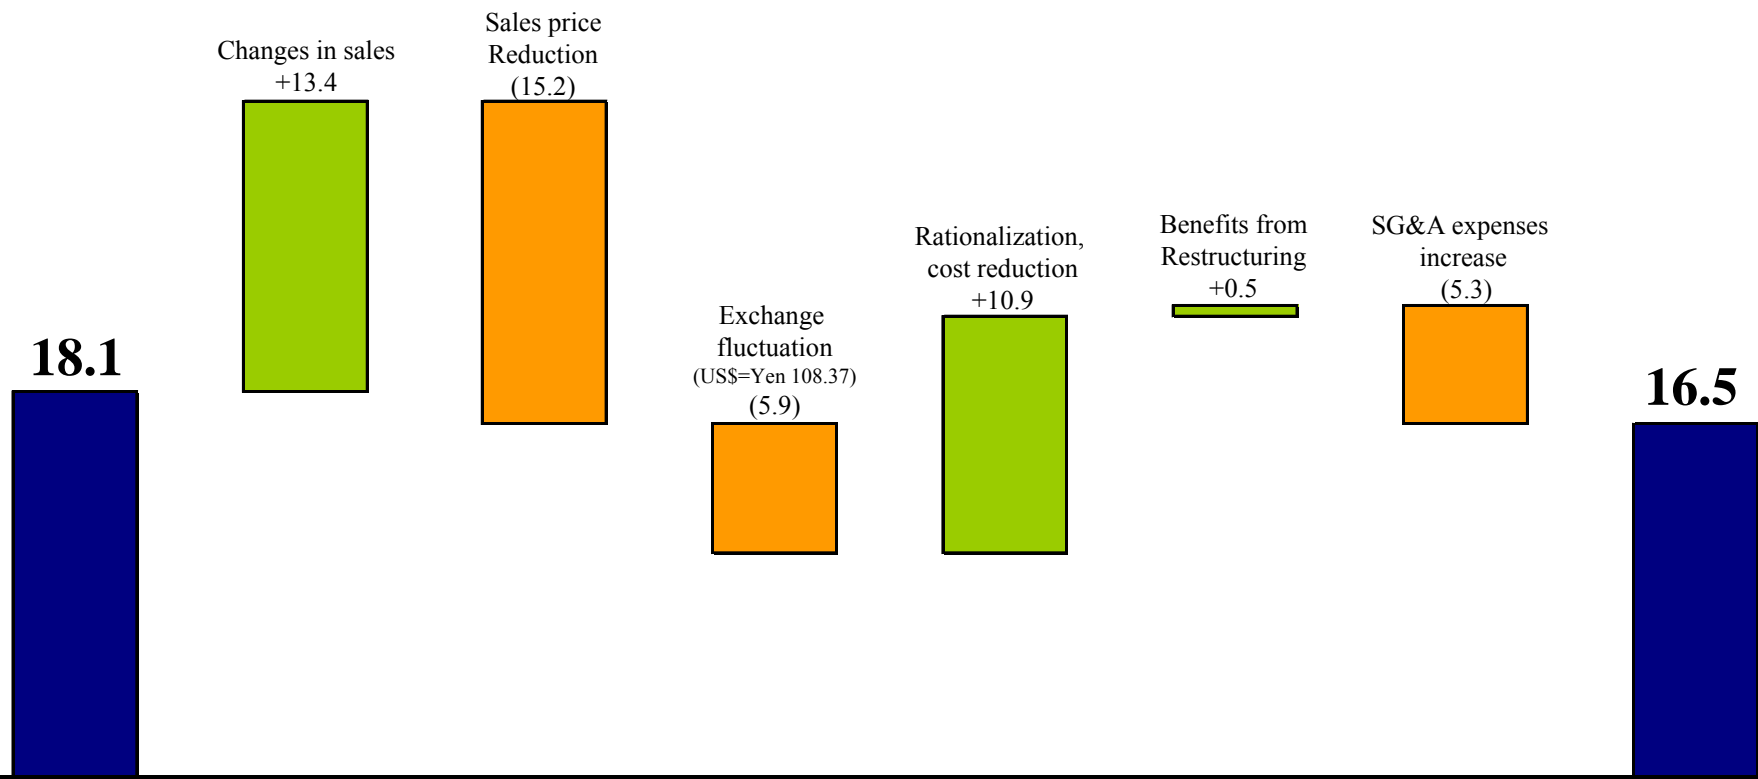 18.1
Changes in sales
+13.4
Sales price
Reduction
(15.2)
Exchange
fluctuation
(US$=Yen 108.37)
(5.9)
Rationalization,
cost reduction
+10.9
Benefits from
Restructuring
+0.5
SG&A expenses
increase
(5.3)
16.5